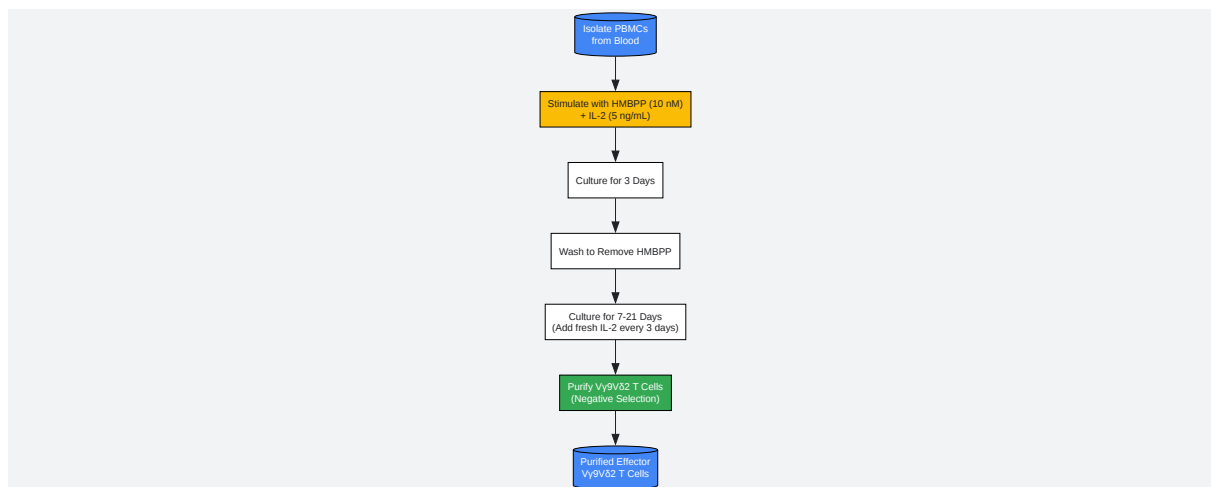 Isolate PBMCs
from Blood
Stimulate with HMBPP (10 nM)
+ IL-2 (5 ng/mL)
Culture for 3 Days
Wash to Remove HMBPP
Culture for 7-21 Days
(Add fresh IL-2 every 3 days)
Purify Vγ9Vδ2 T Cells
(Negative Selection)
Purified Effector
Vγ9Vδ2 T Cells